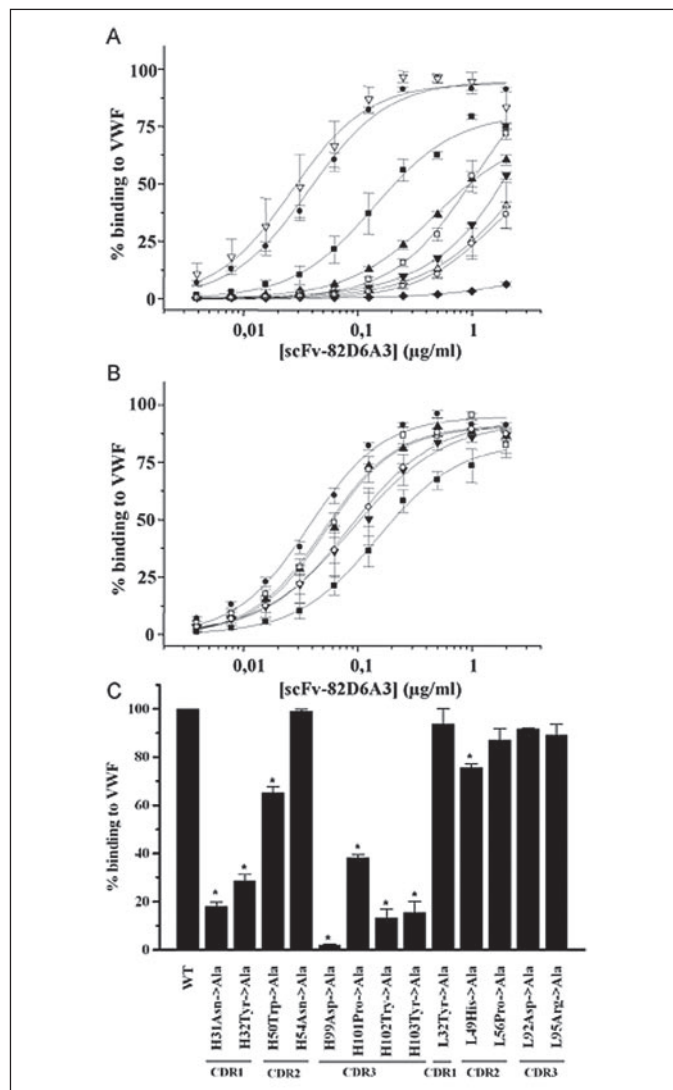 A
% binding to VWF
100
75
50
25
0
0,01 0,1 1
[scFv-82D6A3] (µg/ml)
B
% binding to VWF
100
75
50
25
0
0,01 0,1 1
[scFv-82D6A3] (µg/ml)
C
% binding to VWF
100
80
60
40
20
0
* * * * * * * *
WT
H31Asn->Ala
H32Tyr->Ala
H50Trp->Ala
H54Asn->Ala
H99Asp->Ala
H101Pro->Ala
H102Try->Ala
H103Tyr->Ala
L32Tyr->Ala
L49His->Ala
L56Pro->Ala
L92Asp->Ala
L95Arg->Ala
CDR1 CDR2 CDR3 CDR1 CDR2 CDR3